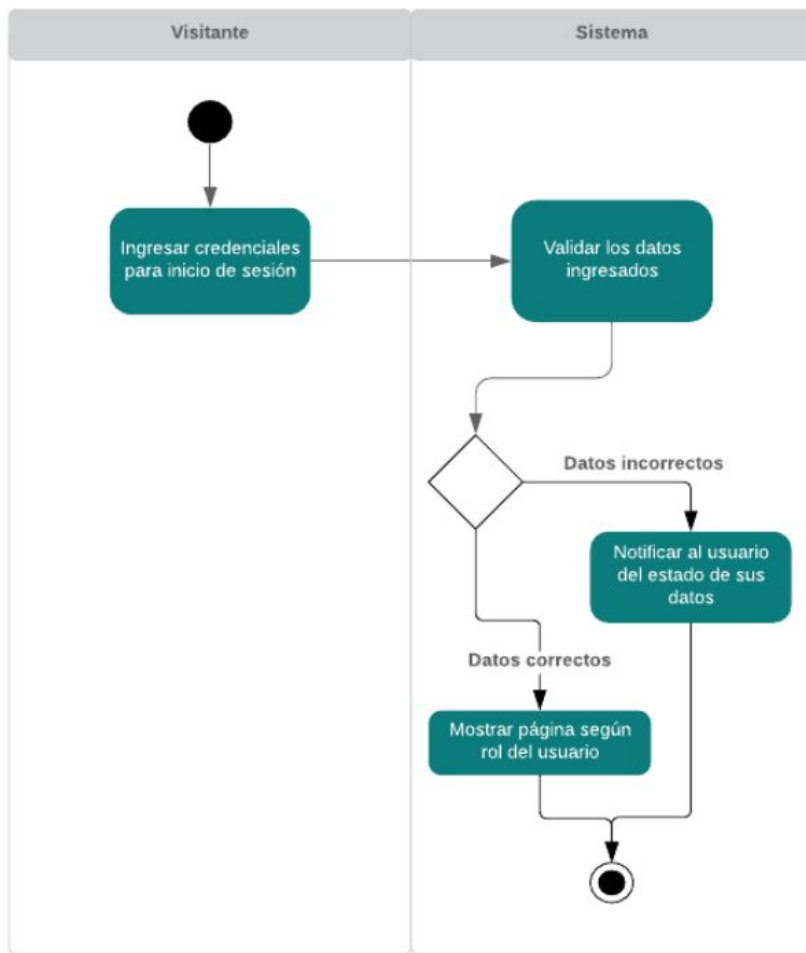 Visitante
Sistema
Ingresar credenciales
para inicio de sesión
Validar los datos
ingresados
Datos incorrectos
Notificar al usuario
del estado de sus
datos
Datos correctos
Mostrar página según
rol del usuario